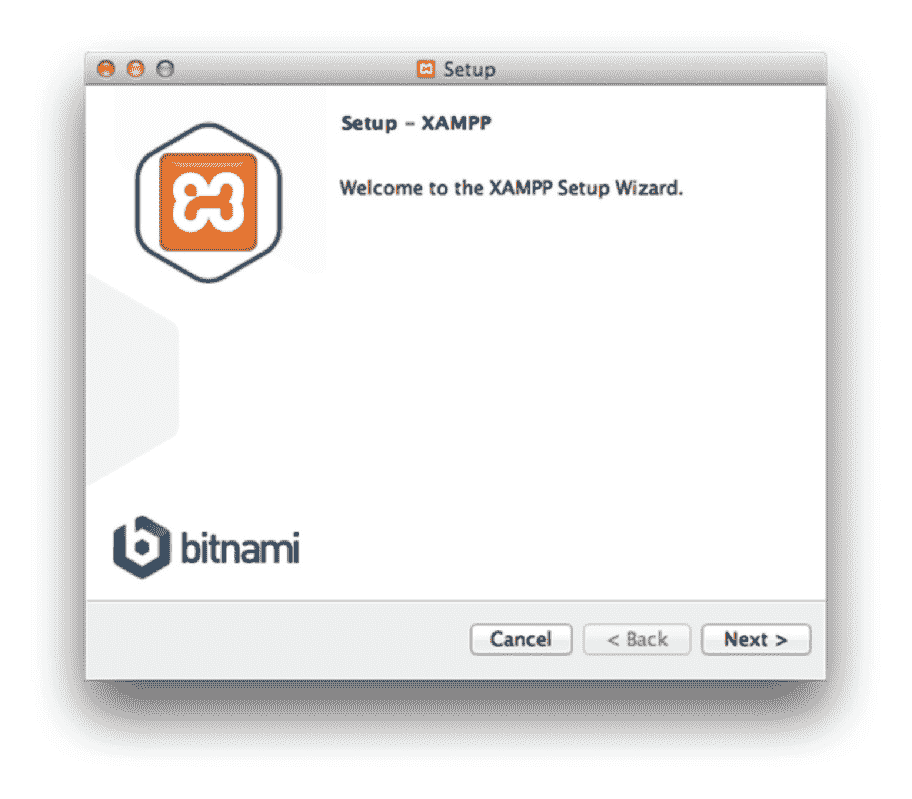 Setup
Setup – XAMPP
Welcome to the XAMPP Setup Wizard.
bitnami
Cancel
< Back
Next >